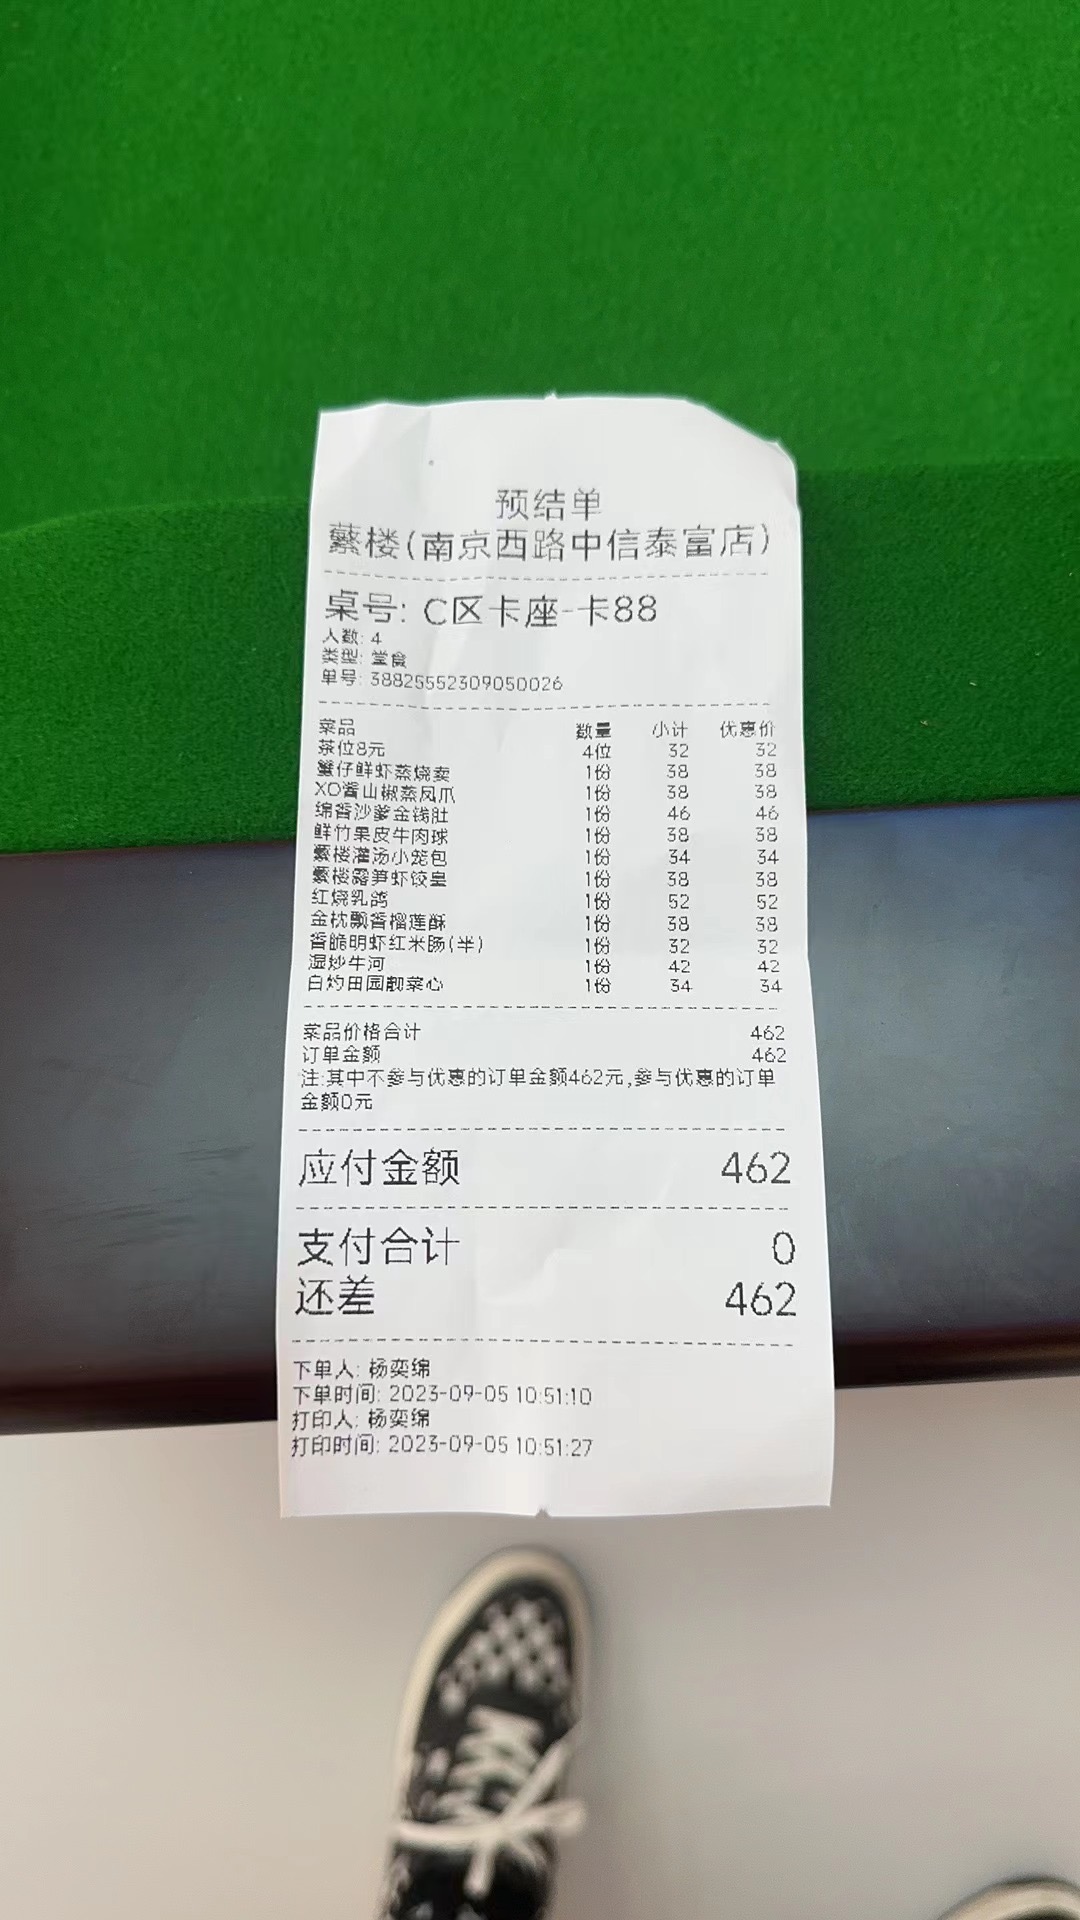 预结单
蘩楼(南京西路中信泰富店)
桌号: C区卡座-卡88
人数: 4
类型: 堂食
单号: 38825552309050026
菜品 数量 小计 优惠价
茶位8元 4位 32 32
蟹仔鲜虾蒸烧卖 1份 38 38
XO酱山椒蒸凤爪 1份 38 38
绵香沙爹金钱肚 1份 46 46
鲜竹果皮牛肉球 1份 38 38
蘩楼灌汤小笼包 1份 34 34
蘩楼露笋虾饺皇 1份 38 38
红烧乳鸽 1份 52 52
金枕飘香榴莲酥 1份 38 38
香脆明虾红米肠(半) 1份 32 32
湿炒牛河 1份 42 42
白灼田园靓菜心 1份 34 34
菜品价格合计 462
订单金额 462
注:其中不参与优惠的订单金额462元,参与优惠的订单
金额0元
应付金额 462
支付合计 0
还差 462
下单人: 杨奕绵
下单时间: 2023-09-05 10:51:10
打印人: 杨奕绵
打印时间: 2023-09-05 10:51:27